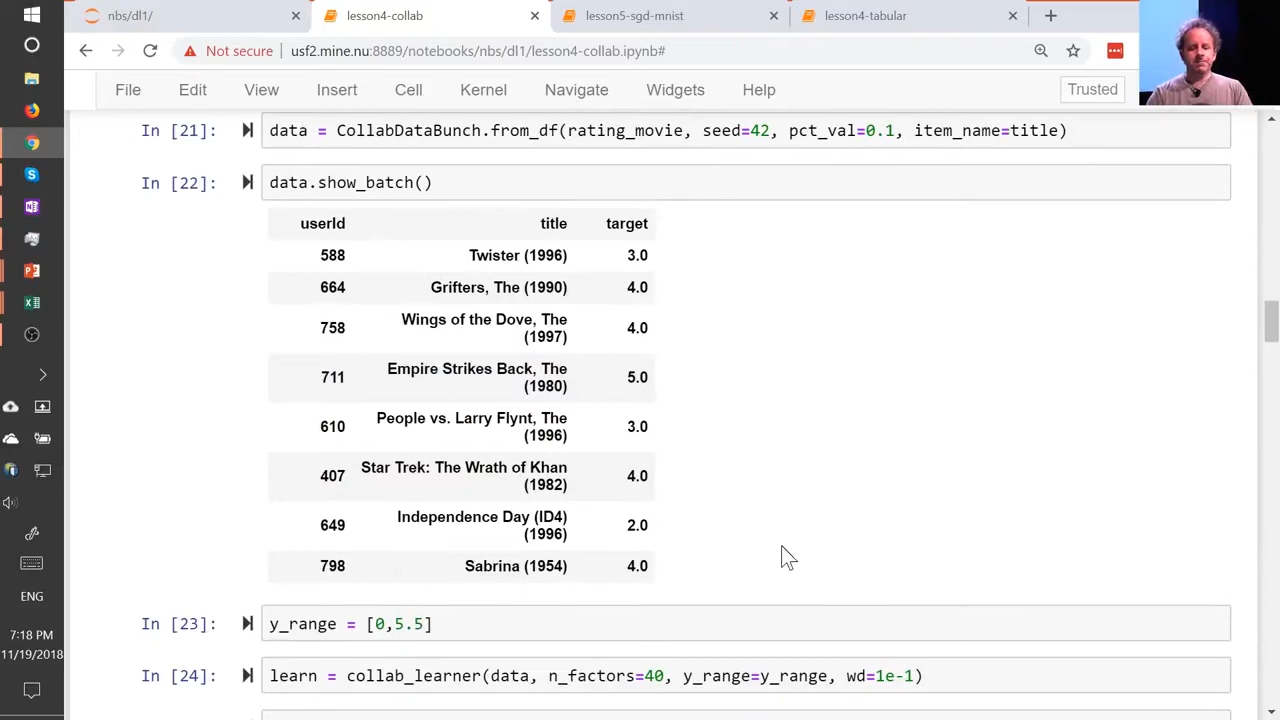 nbs/dl1/
lesson4-collab
lesson5-sgd-mnist
lesson4-tabular
Not secure
usf2.mine.nu:8889/notebooks/nbs/dl1/lesson4-collab.ipynb#
File Edit View Insert Cell Kernel Navigate Widgets Help Trusted
In [21]: data = CollabDataBunch.from_df(rating_movie, seed=42, pct_val=0.1, item_name=title)
In [22]: data.show_batch()
userId title target
588 Twister (1996) 3.0
664 Grifters, The (1990) 4.0
758 Wings of the Dove, The
(1997) 4.0
711 Empire Strikes Back, The
(1980) 5.0
610 People vs. Larry Flynt, The
(1996) 3.0
407 Star Trek: The Wrath of Khan
(1982) 4.0
649 Independence Day (ID4)
(1996) 2.0
798 Sabrina (1954) 4.0
In [23]: y_range = [0,5.5]
In [24]: learn = collab_learner(data, n_factors=40, y_range=y_range, wd=1e-1)
ENG
7:18 PM
11/19/2018